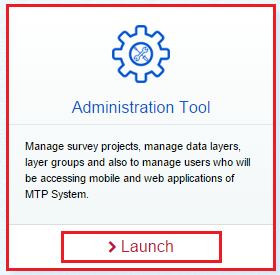 Administration Tool
Manage survey projects, manage data layers,
layer groups and also to manage users who will
be accessing mobile and web applications of
MTP System.
Launch